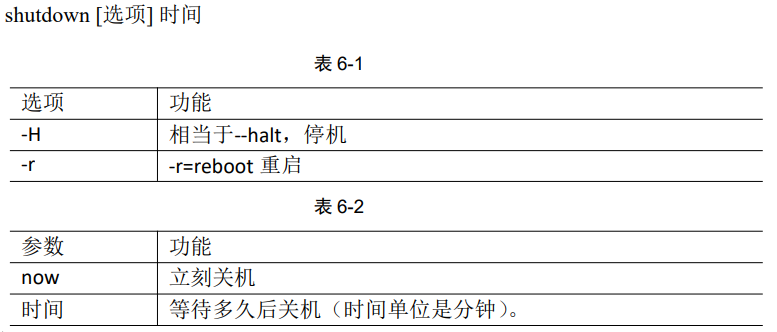 shutdown [选项] 时间
表 6-1
选项 功能
-H 相当于--halt，停机
-r -r=reboot 重启
表 6-2
参数 功能
now 立刻关机
时间 等待多久后关机（时间单位是分钟）。